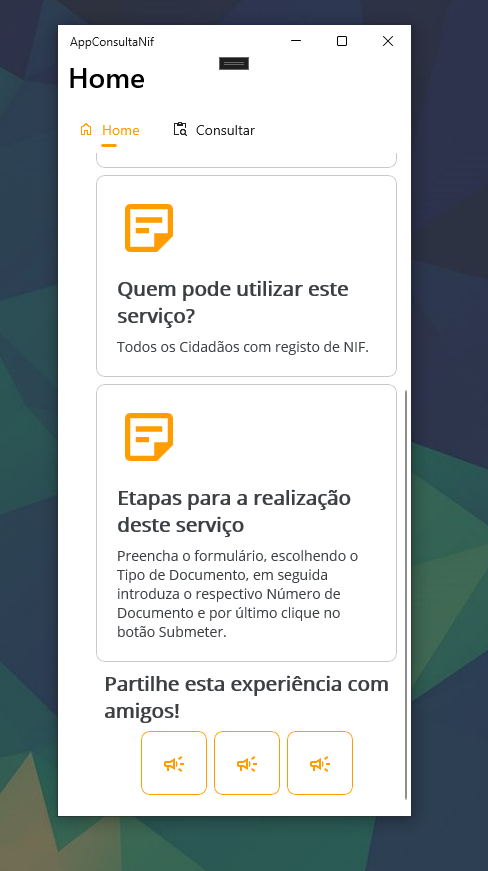 AppConsultaNif
Home
Home
Consultar
Quem pode utilizar este
serviço?
Todos os Cidadãos com registo de NIF.
Etapas para a realização
deste serviço
Preencha o formulário, escolhendo o
Tipo de Documento, em seguida
introduza o respectivo Número de
Documento e por último clique no
botão Submeter.
Partilhe esta experiência com
amigos!